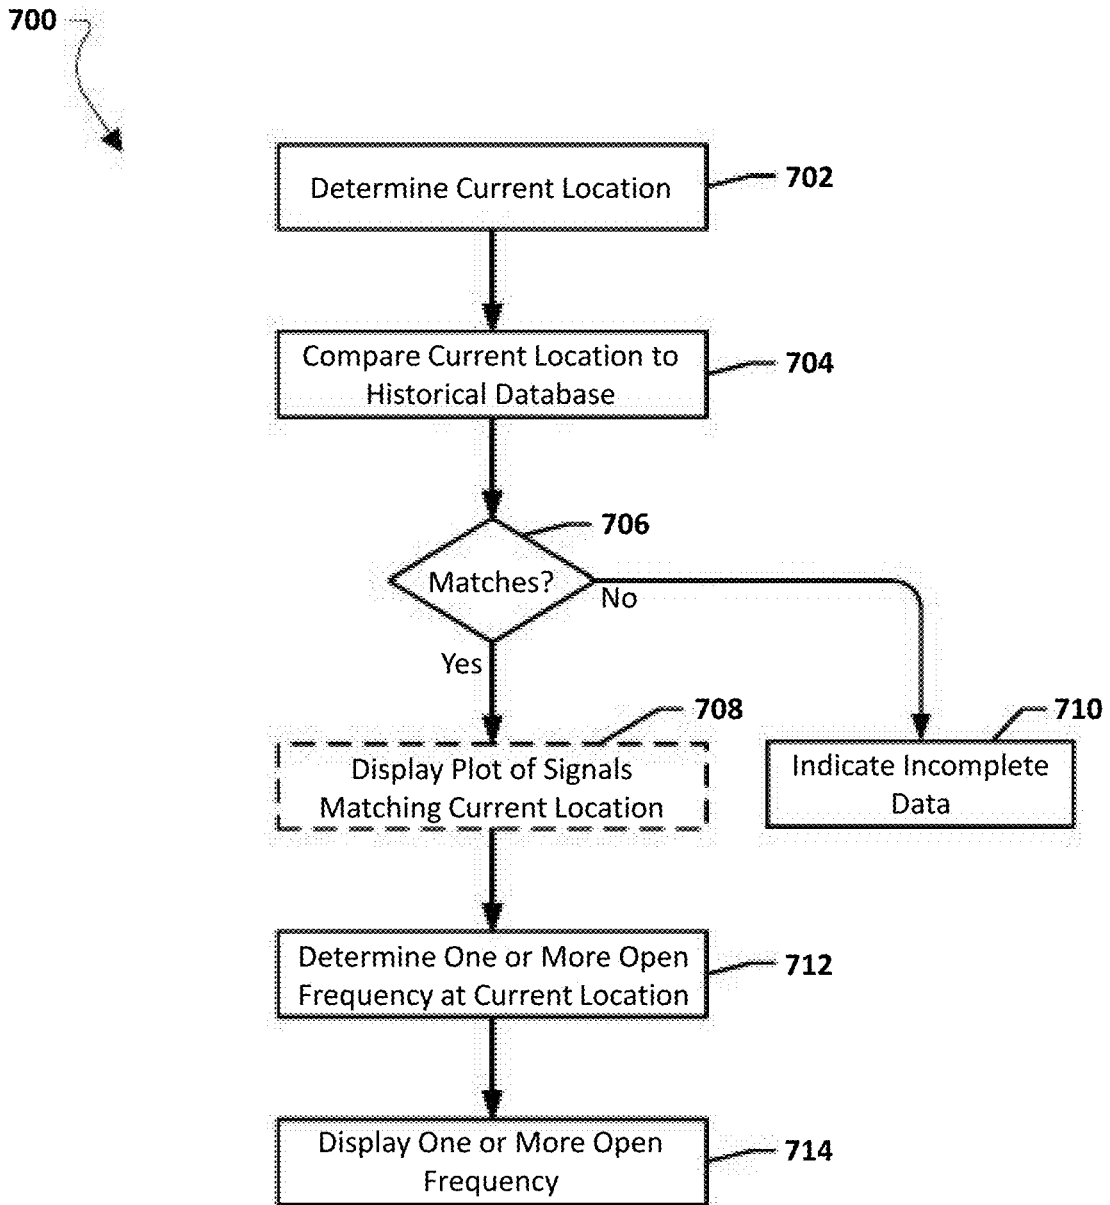 700
Determine Current Location
702
Compare Current Location to
Historical Database
704
706
Matches?
No
Yes
708
710
Display Plot of Signals
Matching Current Location
Indicate Incomplete
Data
Determine One or More Open
Frequency at Current Location
712
Display One or More Open
Frequency
714